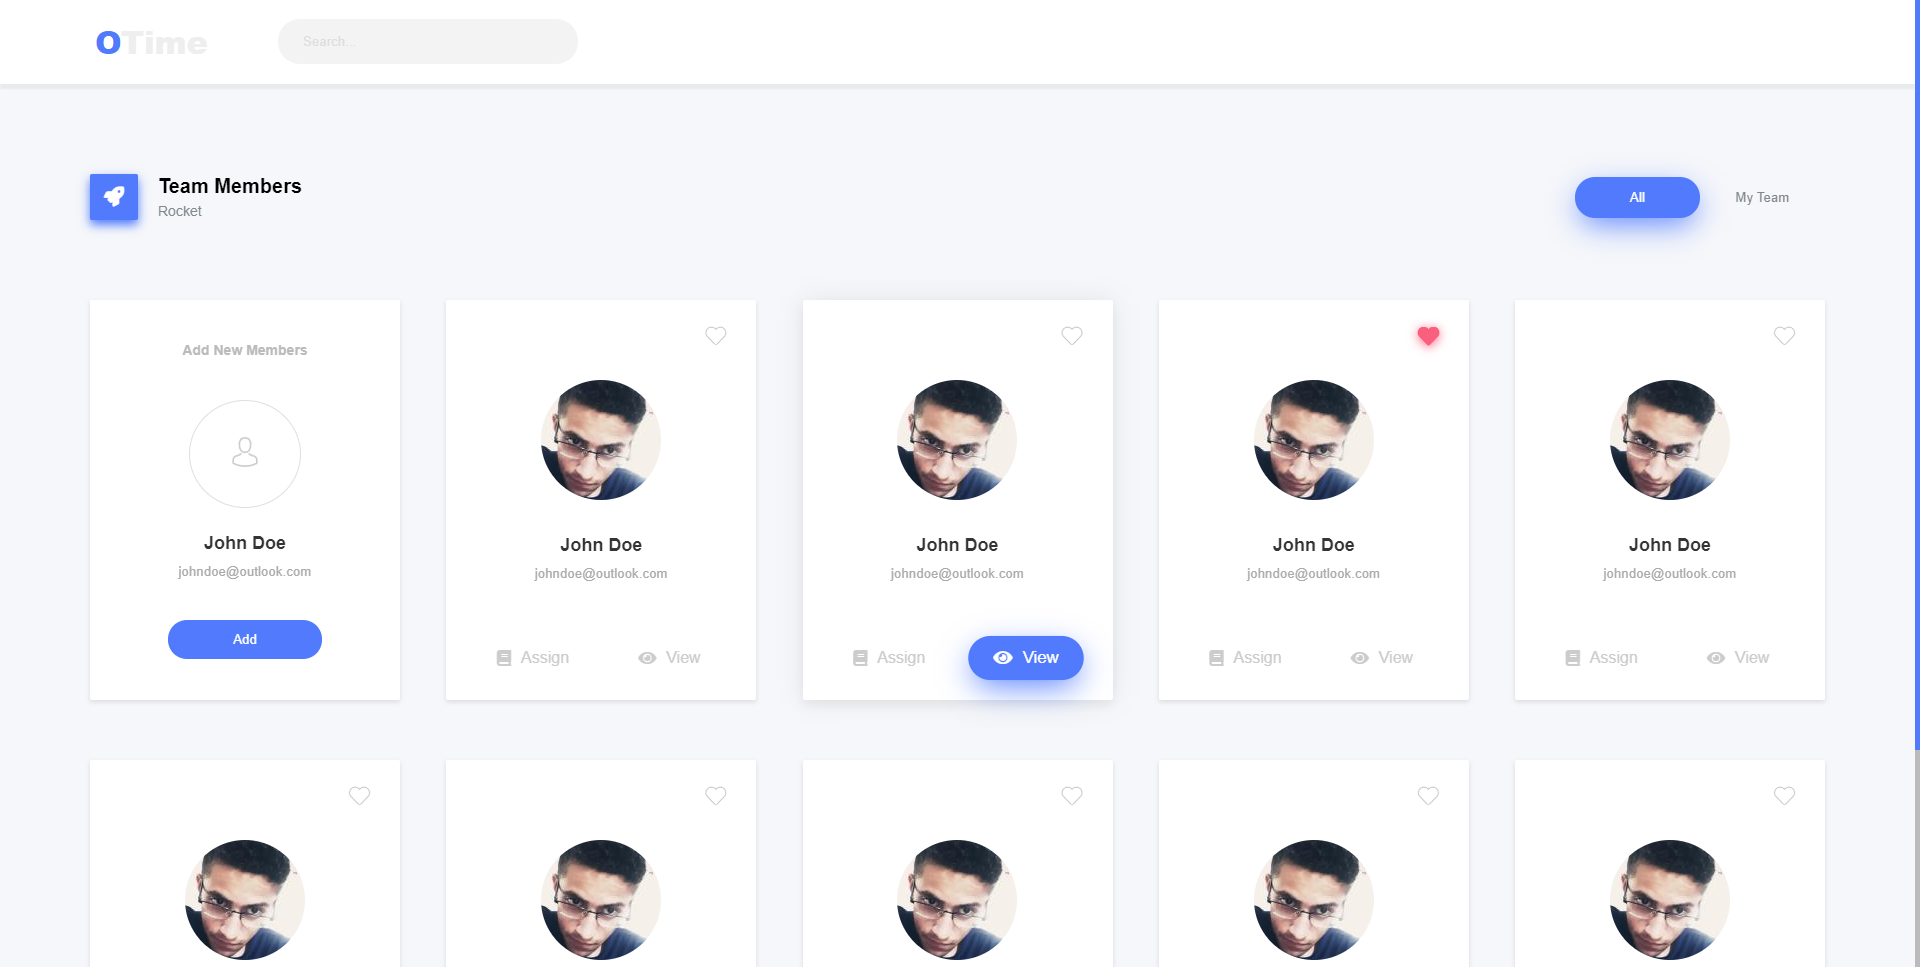 OTime
Search...
Team Members
Rocket
All
My Team
Add New Members
John Doe
johndoe@outlook.com
Add
John Doe
johndoe@outlook.com
Assign
View
John Doe
johndoe@outlook.com
Assign
View
John Doe
johndoe@outlook.com
Assign
View
John Doe
johndoe@outlook.com
Assign
View